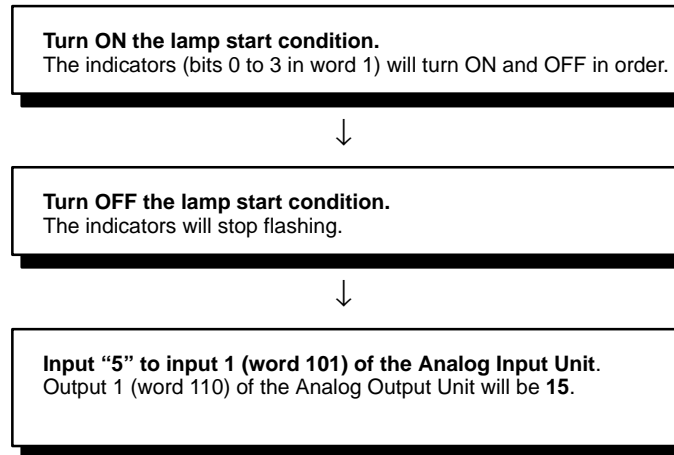 Turn ON the lamp start condition.
The indicators (bits 0 to 3 in word 1) will turn ON and OFF in order.
↓
Turn OFF the lamp start condition.
The indicators will stop flashing.
↓
Input “5” to input 1 (word 101) of the Analog Input Unit.
Output 1 (word 110) of the Analog Output Unit will be 15.